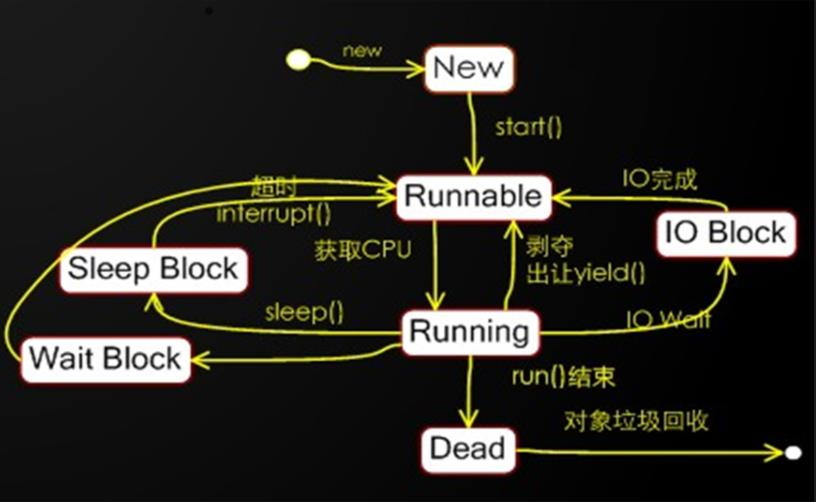 new
New
start()
Runnable
超时
interrupt()
IO完成
IO Block
获取CPU
剥夺
出让yield()
Sleep Block
sleep()
Running
IO Wait
Wait Block
run()结束
Dead
对象垃圾回收